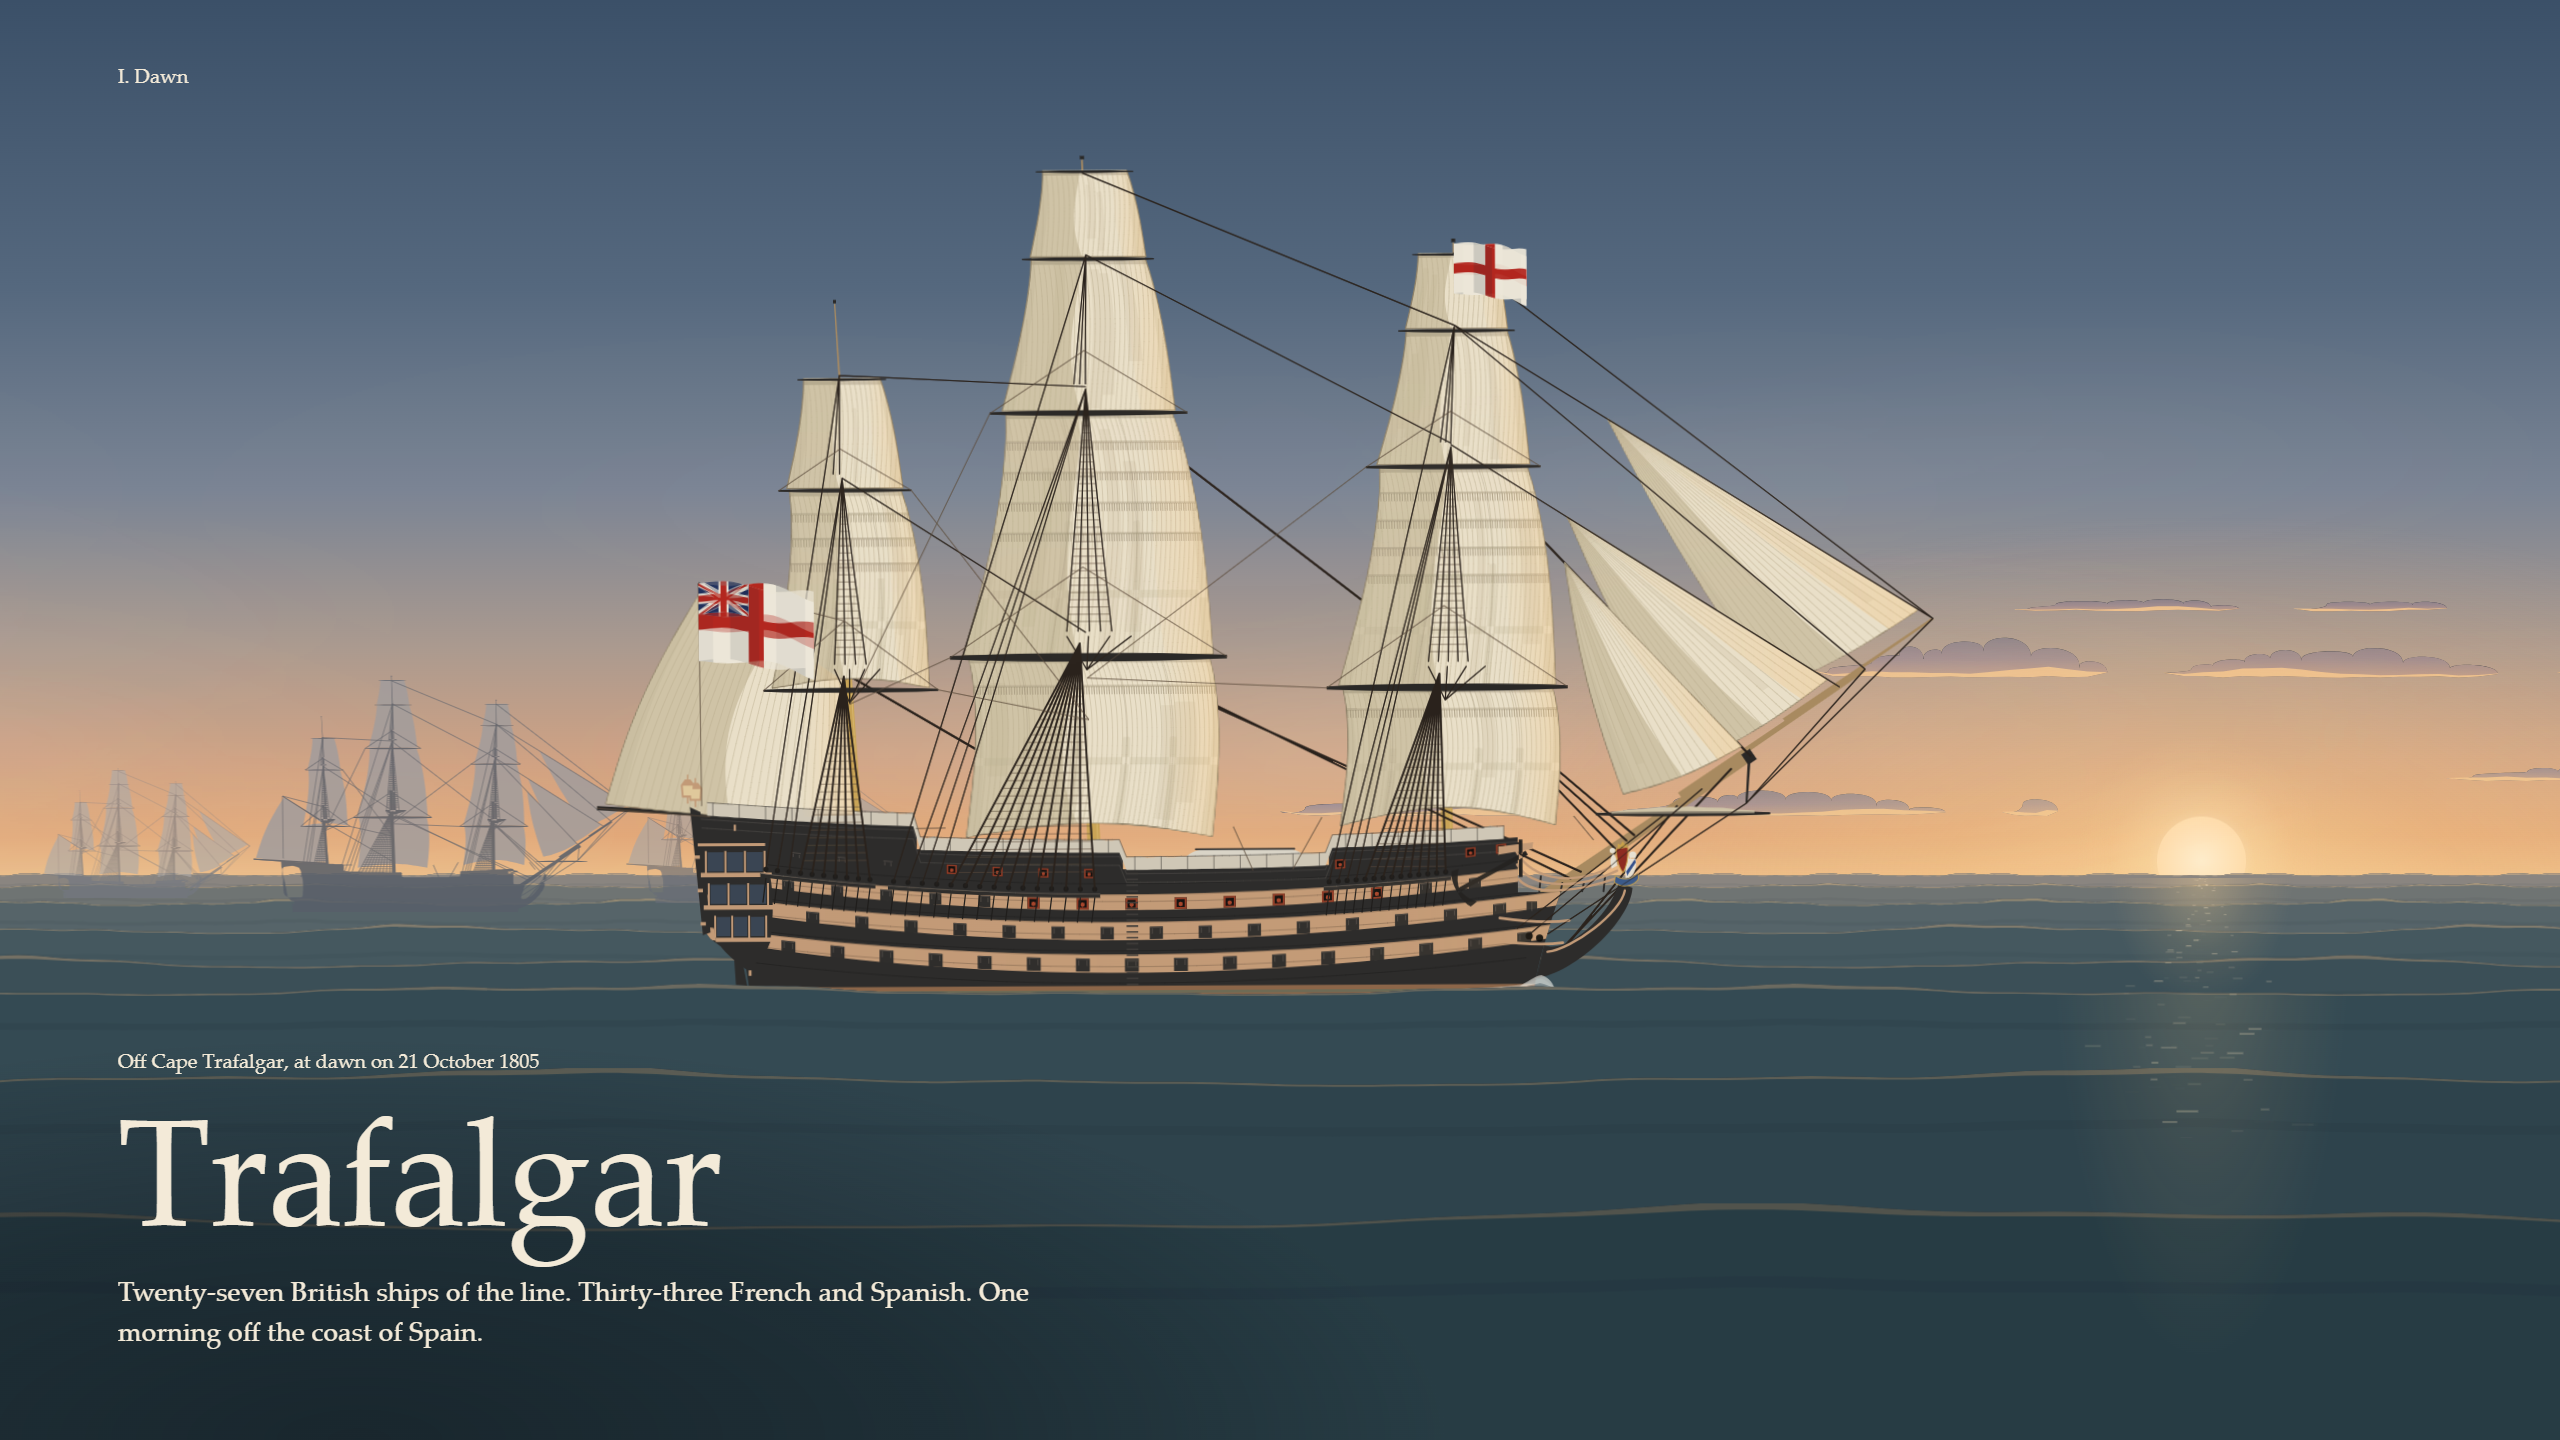 I. Dawn
Off Cape Trafalgar, at dawn on 21 October 1805
Trafalgar
Twenty-seven British ships of the line. Thirty-three French and Spanish. One
morning off the coast of Spain.